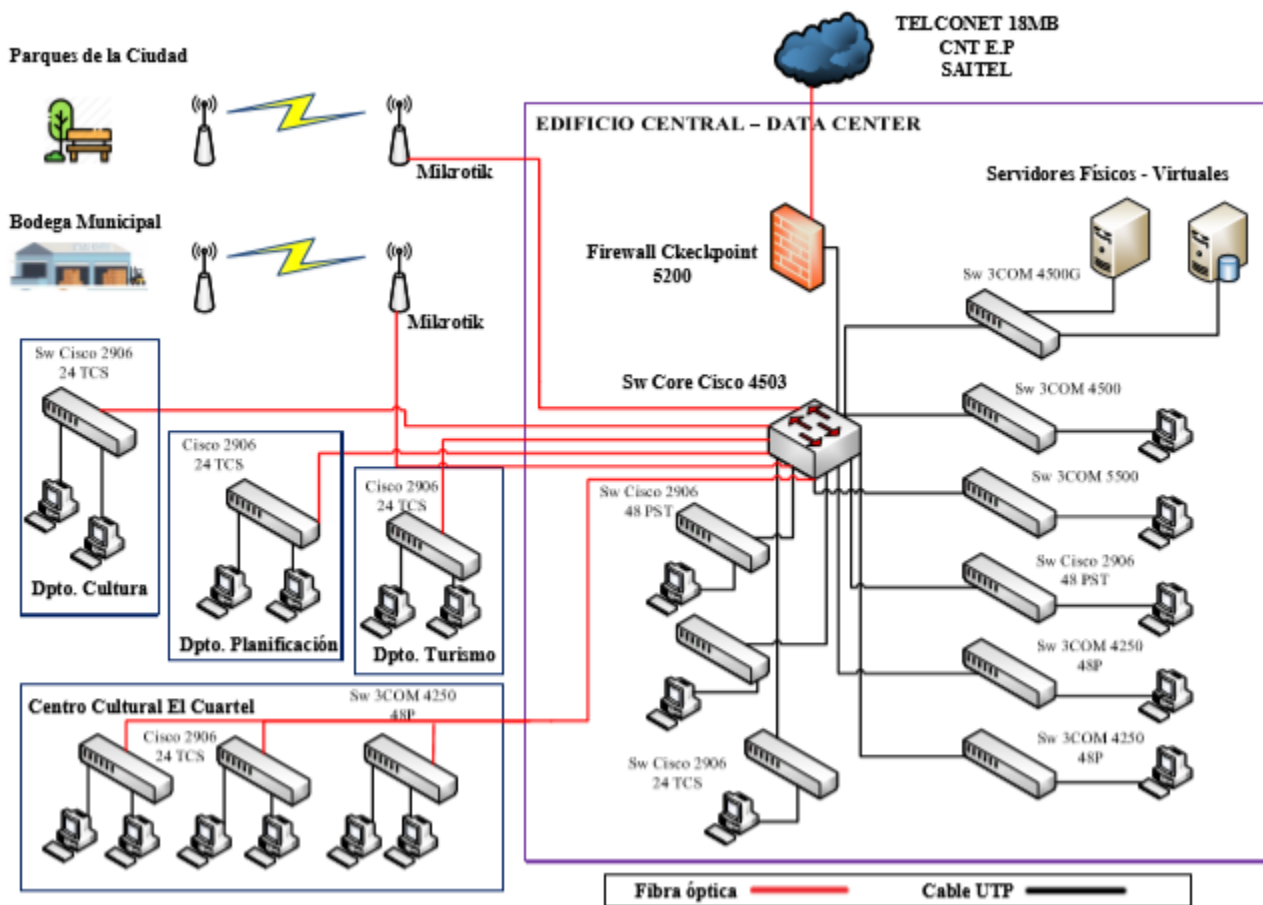 TELCONET 18MB
CNT E.P
SAITEL
Parques de la Ciudad
Mikrotik
Bodega Municipal
Mikrotik
EDIFICIO CENTRAL – DATA CENTER
Servidores Físicos - Virtuales
Firewall Ckeckpoint
5200
Sw 3COM 4500G
Sw Core Cisco 4503
Sw 3COM 4500
Sw 3COM 5500
Sw Cisco 2906
48 PST
Sw 3COM 4250
48P
Sw 3COM 4250
48P
Sw Cisco 2906
48 PST
Sw Cisco 2906
24 TCS
Sw Cisco 2906
24 TCS
Dpto. Cultura
Cisco 2906
24 TCS
Dpto. Planificación
Cisco 2906
24 TCS
Dpto. Turismo
Centro Cultural El Cuartel
Cisco 2906
24 TCS
Sw 3COM 4250
48P
Fibra óptica
Cable UTP